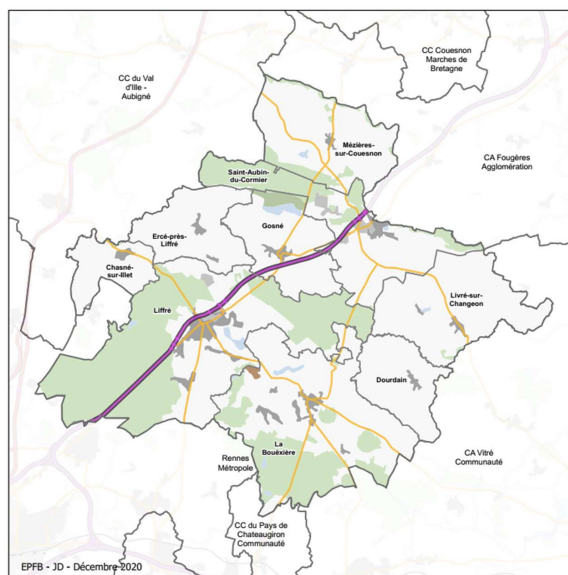 CC Couesnon
Marches de
Bretagne
CC du Val
d'Ille -
Aubigné
Mézières-
sur-Couesnon
CA Fougères
Agglomération
Saint-Aubin-
du-Cormier
Gosné
Ercé-près-
Liffré
Chasné-
sur-Illet
Liffré
Livré-sur-
Changeon
Dourdain
La
Bouëxière
Rennes
Métropole
CA Vitré
Communauté
CC du Pays de
Chateaugiron
Communauté
EPFB - JD - Décembre 2020